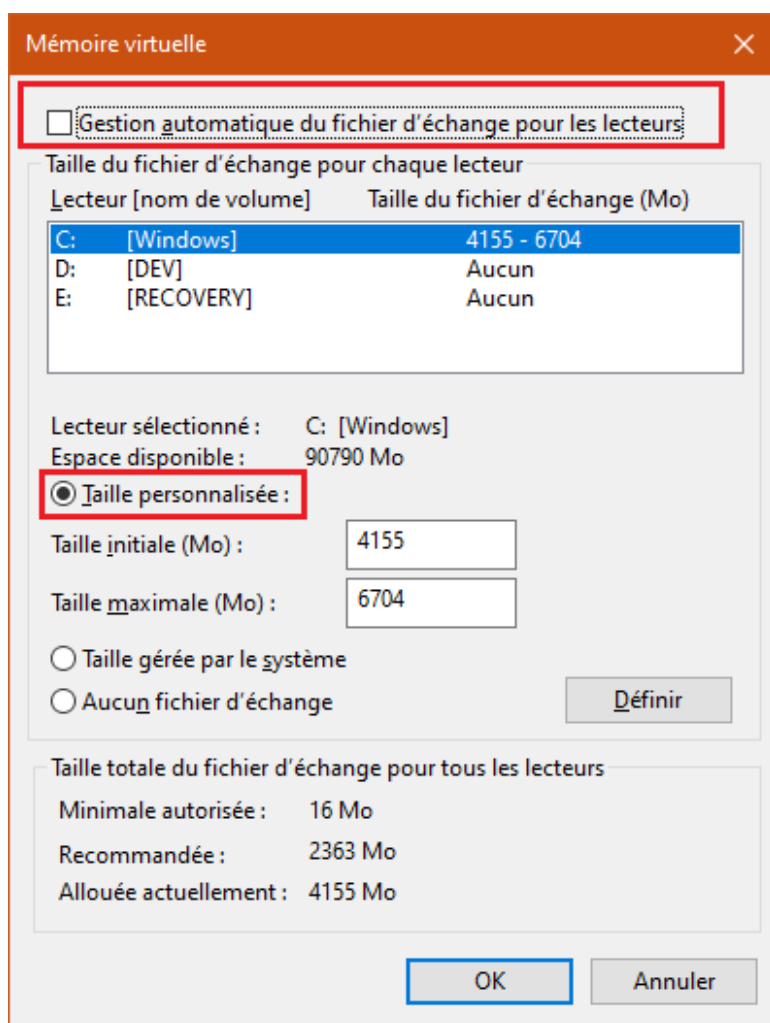 Mémoire virtuelle
Gestion automatique du fichier d'échange pour les lecteurs
Taille du fichier d'échange pour chaque lecteur
Lecteur [nom de volume] Taille du fichier d'échange (Mo)
C: [Windows] 4155 - 6704
D: [DEV] Aucun
E: [RECOVERY] Aucun
Lecteur sélectionné : C: [Windows]
Espace disponible : 90790 Mo
Taille personnalisée :
Taille initiale (Mo) : 4155
Taille maximale (Mo) : 6704
Taille gérée par le système
Aucun fichier d'échange Définir
Taille totale du fichier d'échange pour tous les lecteurs
Minimale autorisée : 16 Mo
Recommandée : 2363 Mo
Allouée actuellement : 4155 Mo
OK Annuler